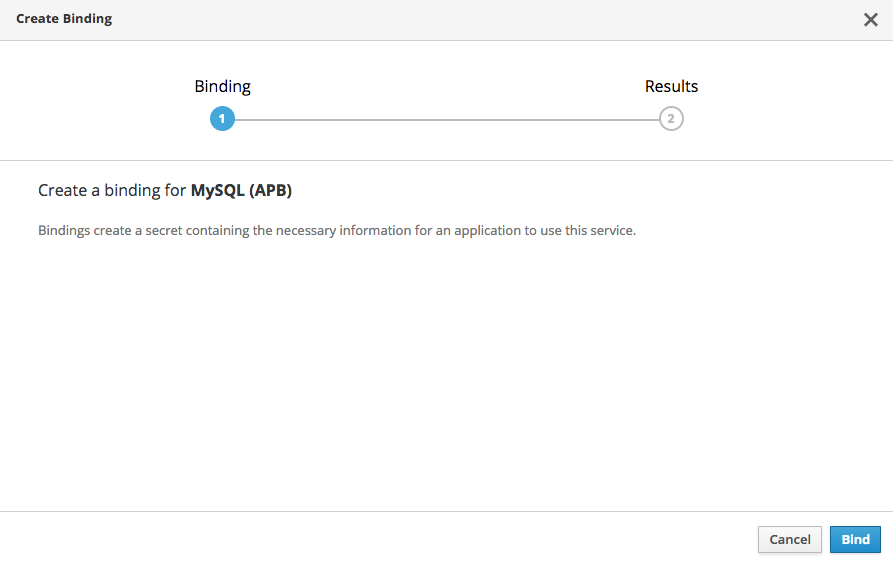 Create Binding
Binding
Results
1
2
Create a binding for MySQL (APB)
Bindings create a secret containing the necessary information for an application to use this service.
Cancel
Bind